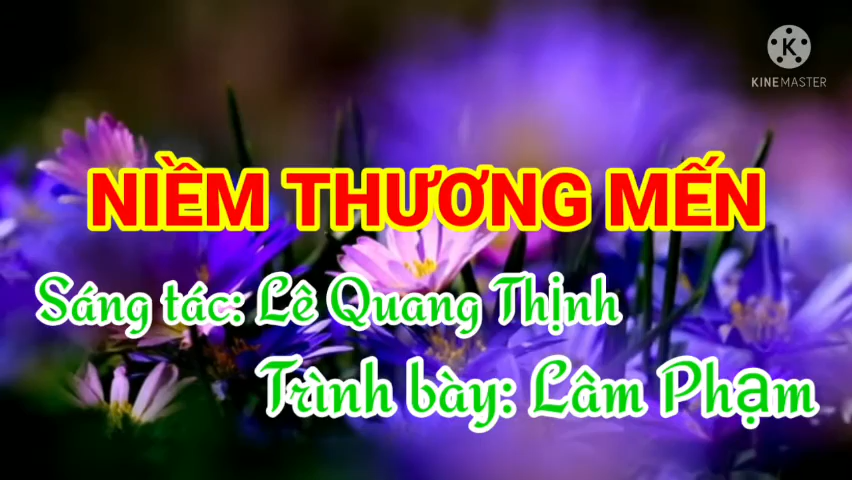 K
KINEMASTER
NIỀM THƯƠNG MẾN
Sáng tác: Lê Quang Thịnh
Trình bày: Lâm Phạm